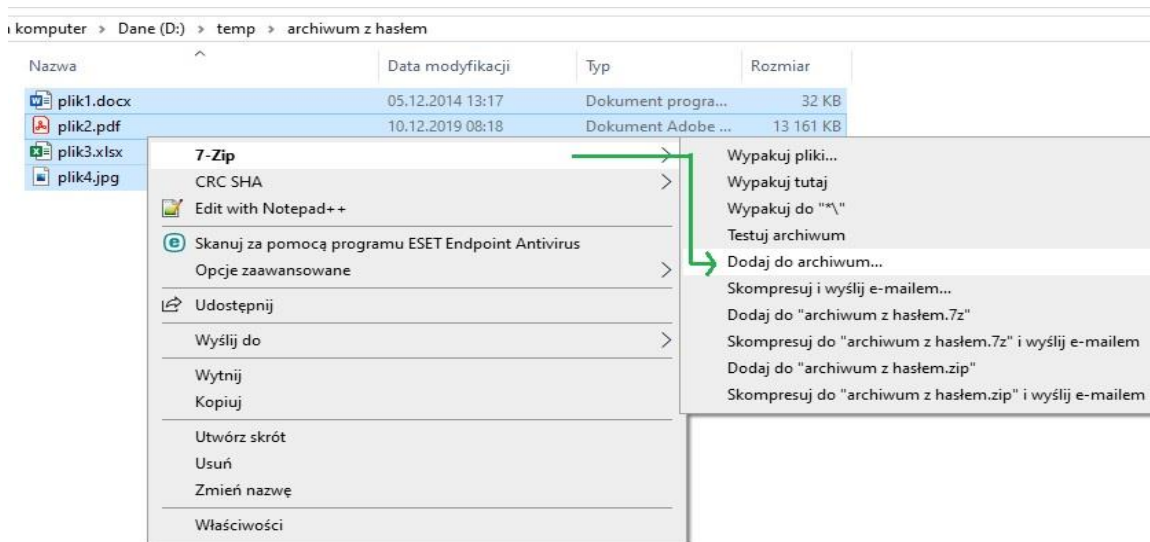 komputer > Dane (D:) > temp > archiwum z hasłem
Nazwa Data modyfikacji Typ Rozmiar
plik1.docx 05.12.2014 13:17 Dokument progra... 32 KB
plik2.pdf 10.12.2019 08:18 Dokument Adobe ... 13 161 KB
plik3.xlsx
plik4.jpg
7-Zip
CRC SHA
Edit with Notepad++
Skanuj za pomocą programu ESET Endpoint Antivirus
Opcje zaawansowane
Udostępnij
Wyślij do
Wytnij
Kopiuj
Utwórz skrót
Usuń
Zmień nazwę
Właściwości
Wypakuj pliki...
Wypakuj tutaj
Wypakuj do "*\"
Testuj archiwum
Dodaj do archiwum...
Skompresuj i wyślij e-mailem...
Dodaj do "archiwum z hasłem.7z"
Skompresuj do "archiwum z hasłem.7z" i wyślij e-mailem
Dodaj do "archiwum z hasłem.zip"
Skompresuj do "archiwum z hasłem.zip" i wyślij e-mailem